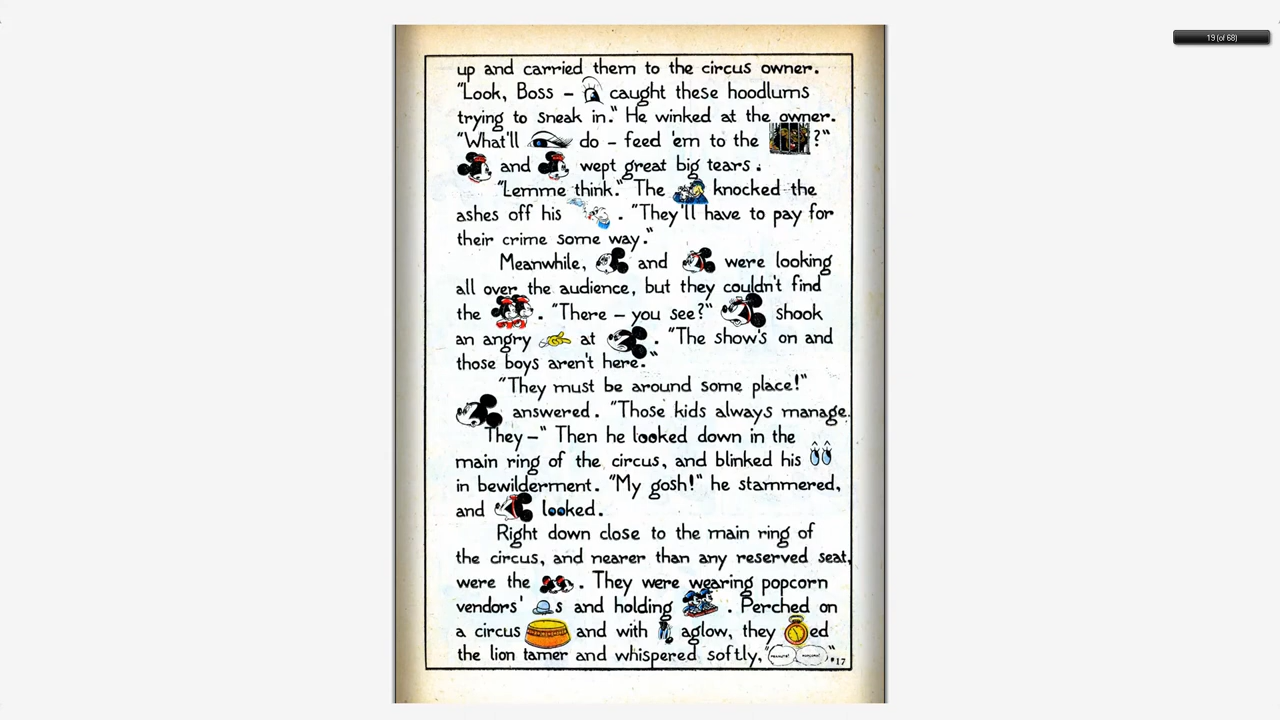 19 (of 68)
up and carried them to the circus owner.
"Look, Boss – caught these hoodlums
trying to sneak in." He winked at the owner.
"What'll do – feed 'em to the ?"
and wept great big tears.
"Lemme think." The knocked the
ashes off his . "They'll have to pay for
their crime some way."
Meanwhile, and were looking
all over the audience, but they couldn't find
the . "There – you see?" shook
an angry at . "The show's on and
those boys aren't here."
"They must be around some place!"
answered. "Those kids always manage.
They –" Then he looked down in the
main ring of the circus, and blinked his
in bewilderment. "My gosh!" he stammered,
and looked.
Right down close to the main ring of
the circus, and nearer than any reserved seat,
were the . They were wearing popcorn
vendors' s and holding . Perched on
a circus and with aglow, they ed
the lion tamer and whispered softly, " "
17